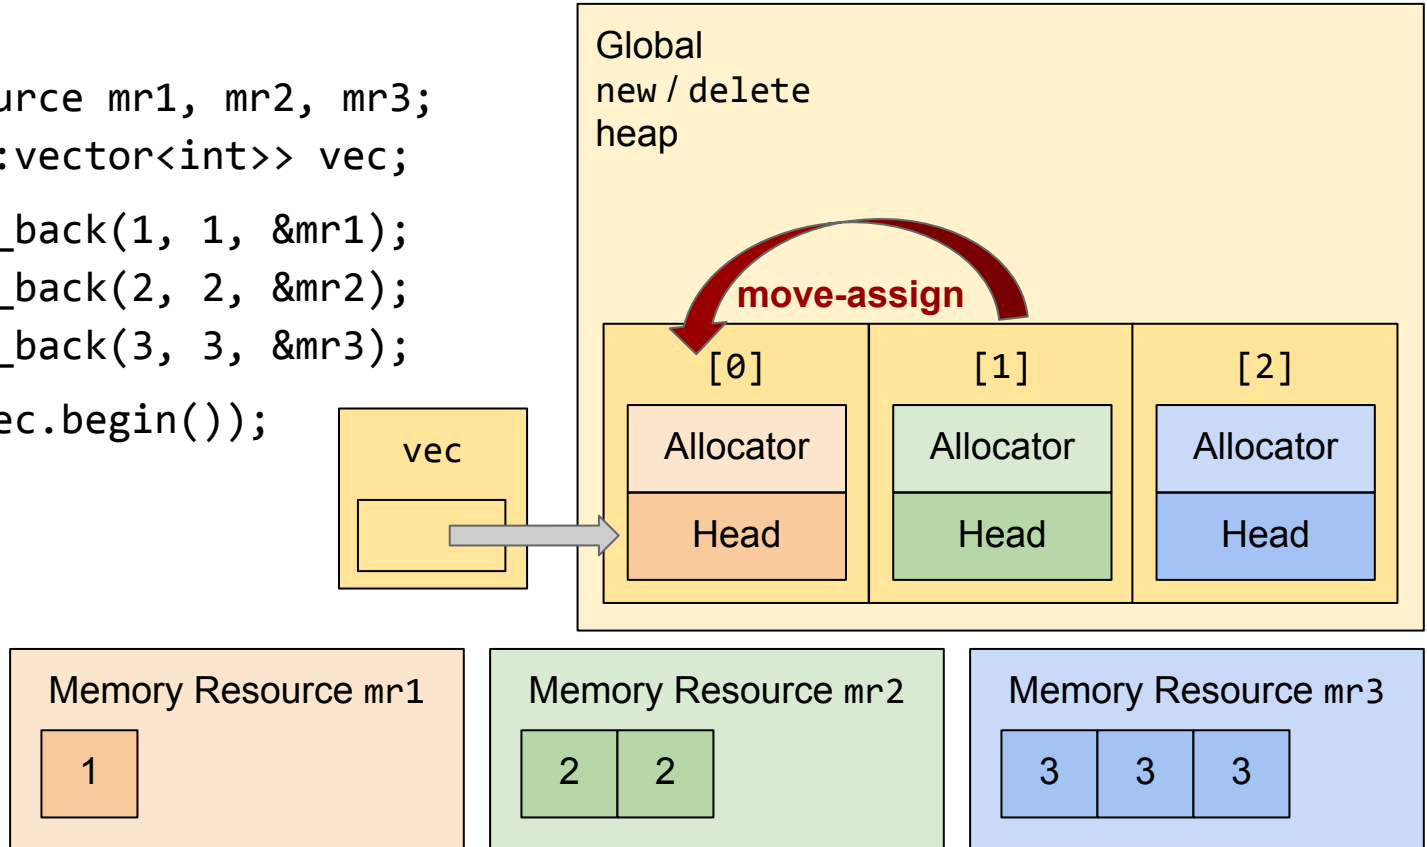 urce mr1, mr2, mr3;
:vector<int>> vec;
_back(1, 1, &mr1);
_back(2, 2, &mr2);
_back(3, 3, &mr3);
ec.begin());
vec
Global
new / delete
heap
move-assign
[0]
[1]
[2]
Allocator
Allocator
Allocator
Head
Head
Head
Memory Resource mr1
1
Memory Resource mr2
2 2
Memory Resource mr3
3 3 3